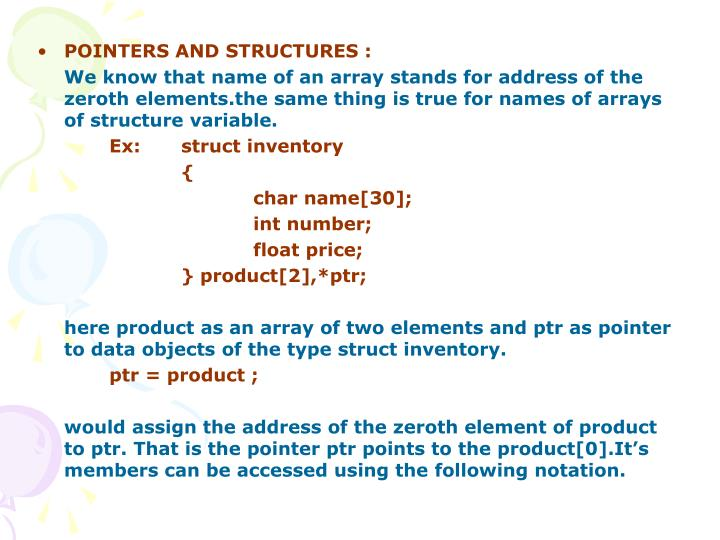 • POINTERS AND STRUCTURES :
We know that name of an array stands for address of the
zeroth elements.the same thing is true for names of arrays
of structure variable.
Ex: struct inventory
{
char name[30];
int number;
float price;
} product[2],*ptr;
here product as an array of two elements and ptr as pointer
to data objects of the type struct inventory.
ptr = product ;
would assign the address of the zeroth element of product
to ptr. That is the pointer ptr points to the product[0].It’s
members can be accessed using the following notation.